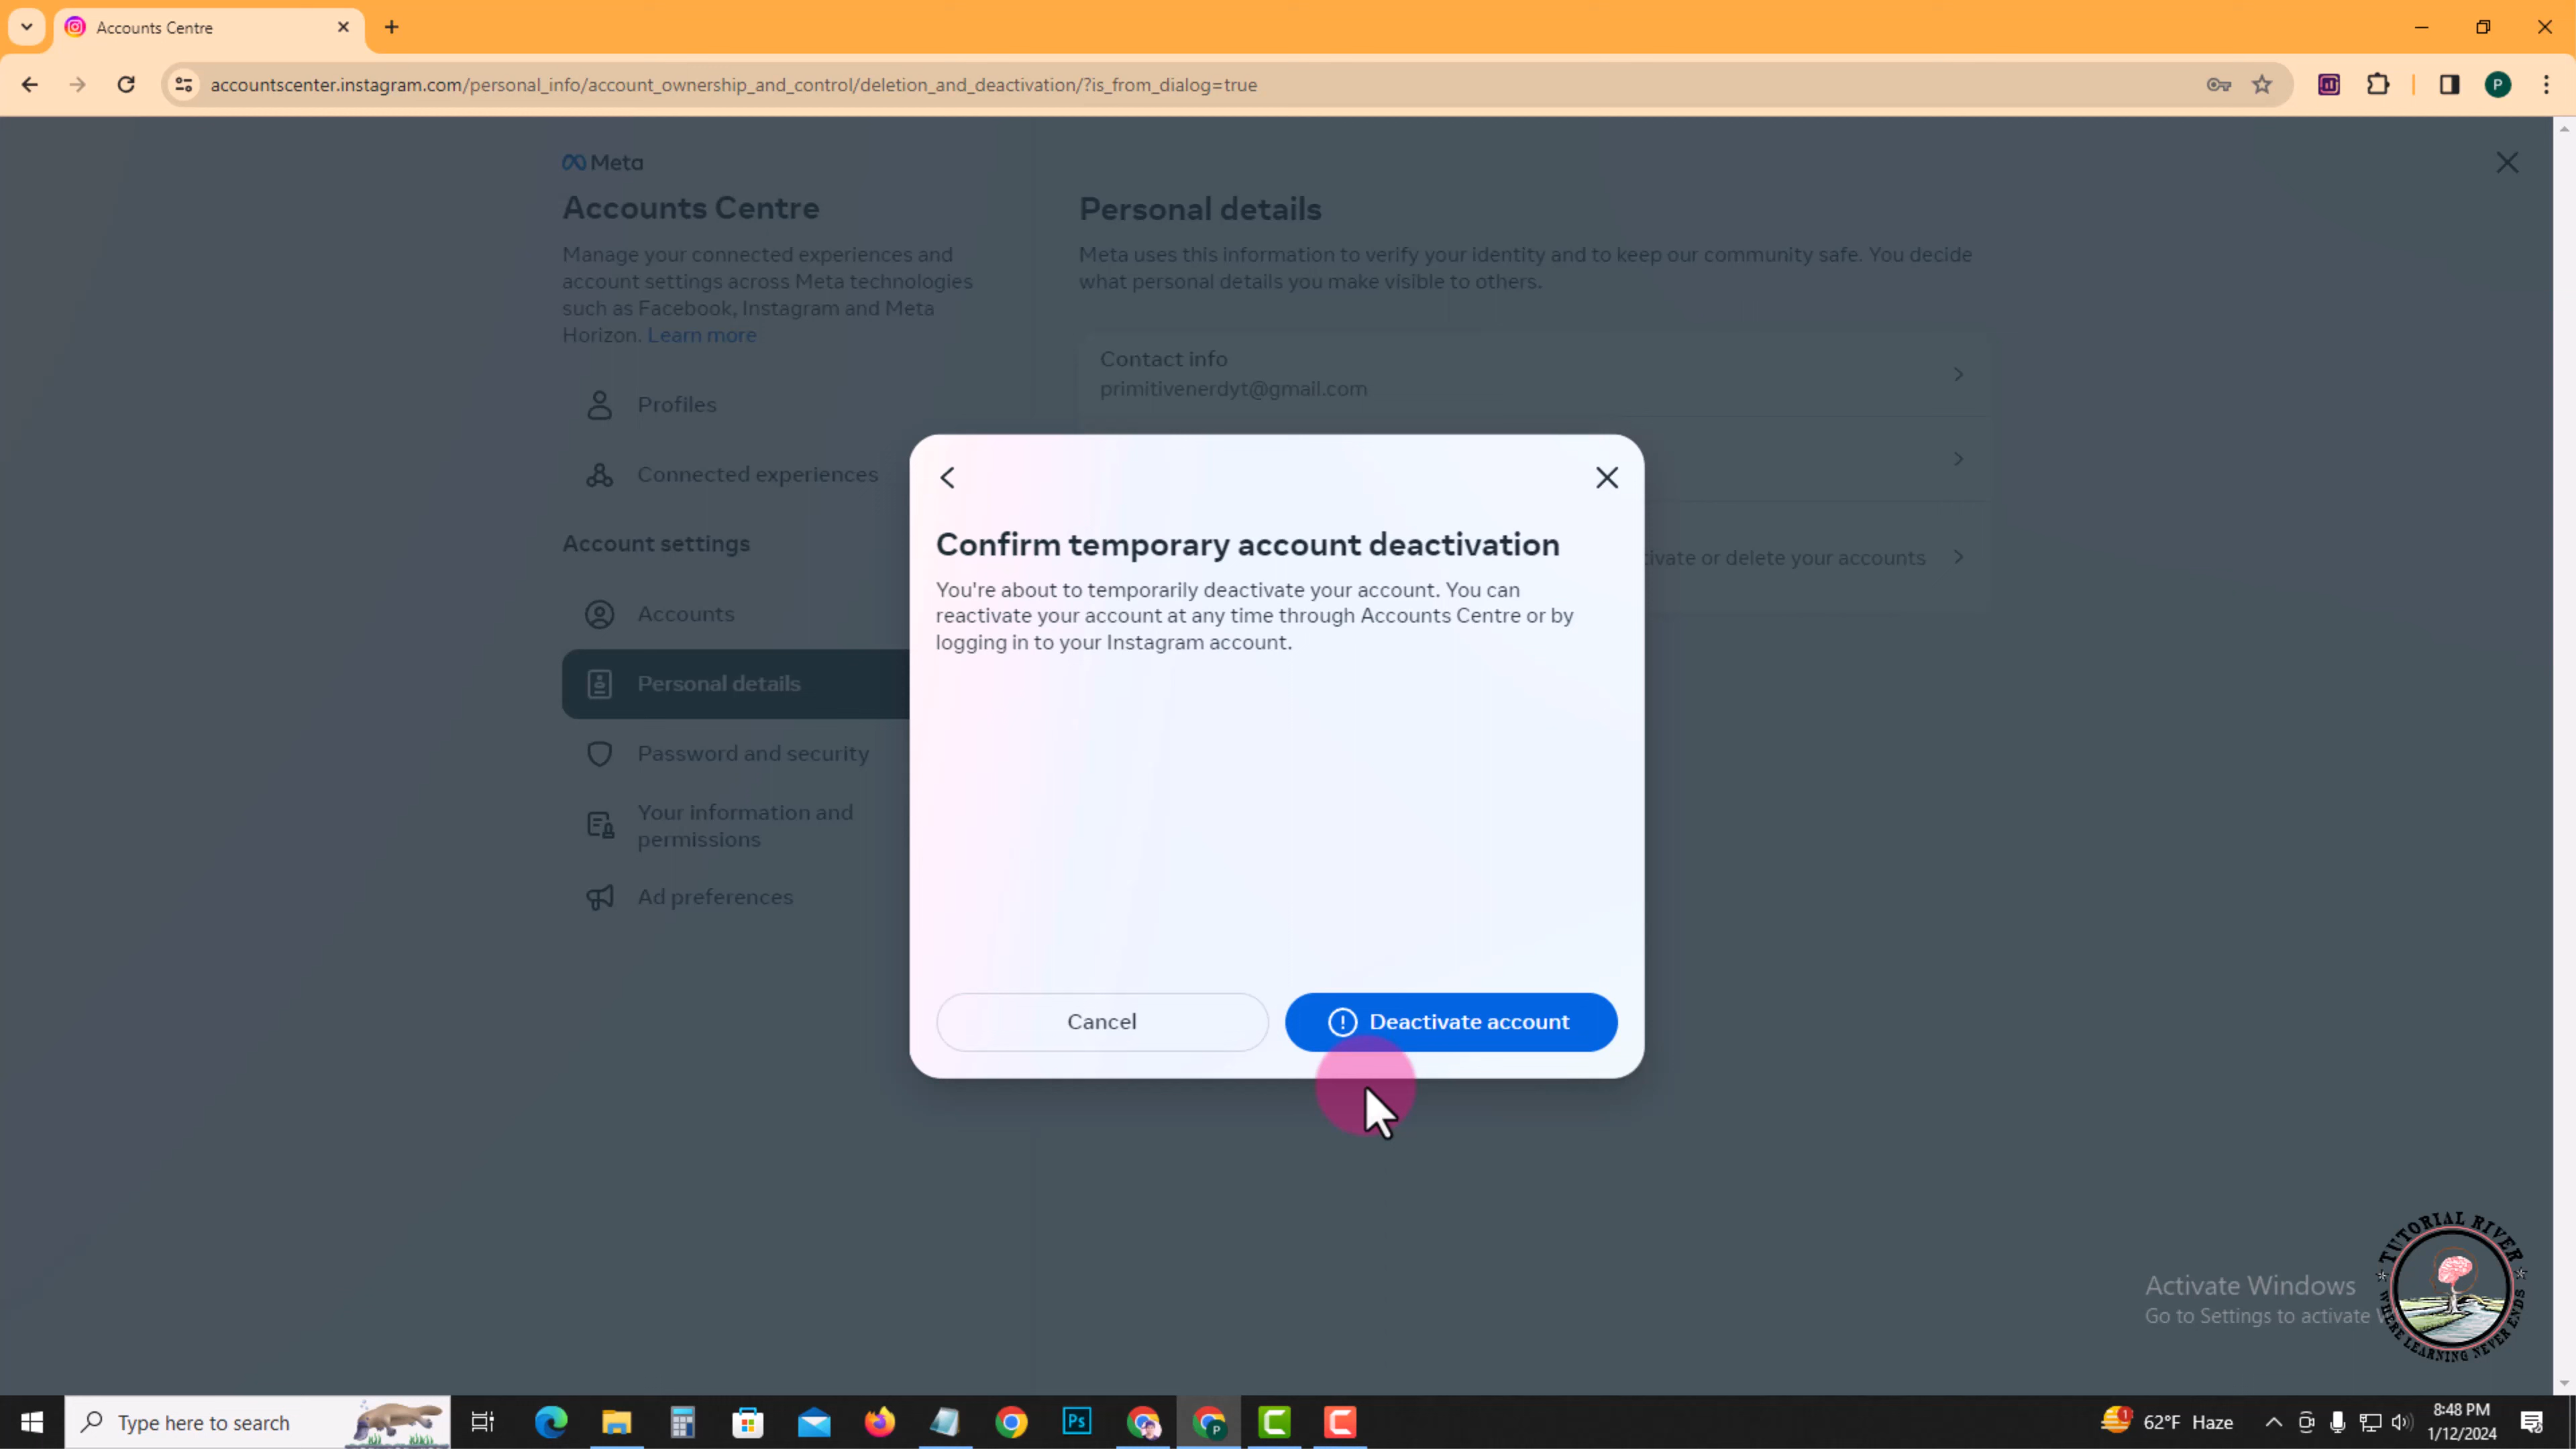 Accounts Centre
accountscenter.instagram.com/personal_info/account_ownership_and_control/deletion_and_deactivation/?is_from_dialog=true
P
Meta
Accounts Centre
Manage your connected experiences and
account settings across Meta technologies
such as Facebook, Instagram and Meta
Horizon. Learn more
Profiles
Connected experiences
Account settings
Accounts
Personal details
Password and security
Your information and
permissions
Ad preferences
Personal details
Meta uses this information to verify your identity and to keep our community safe. You decide
what personal details you make visible to others.
Contact info
primitivenerdyt@gmail.com
ivate or delete your accounts
Confirm temporary account deactivation
You're about to temporarily deactivate your account. You can
reactivate your account at any time through Accounts Centre or by
logging in to your Instagram account.
Cancel
Deactivate account
Activate Windows
Go to Settings to activate
TUTORIAL RIVER
WHERE LEARNING NEVER ENDS
Type here to search
Ps
P
1
62°F Haze
8:48 PM
1/12/2024